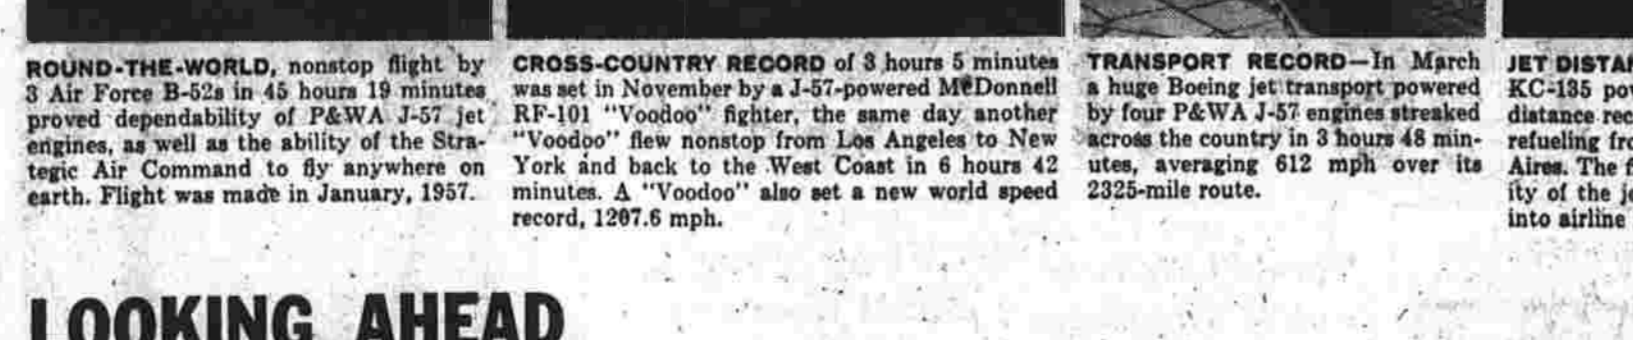 ROUND-THE-WORLD, nonstop flight by
3 Air Force B-52s in 45 hours 19 minutes
proved dependability of P&WA J-57 jet
engines, as well as the ability of the Stra-
tegic Air Command to fly anywhere on
earth. Flight was made in January, 1957.
CROSS-COUNTRY RECORD of 3 hours 5 minutes
was set in November by a J-57-powered McDonnell
RF-101 "Voodoo" fighter, the same day another
"Voodoo" flew nonstop from Los Angeles to New
York and back to the West Coast in 6 hours 42
minutes. A "Voodoo" also set a new world speed
record, 1207.6 mph.
TRANSPORT RECORD—In March
a huge Boeing jet transport powered
by four P&WA J-57 engines streaked
across the country in 3 hours 48 min-
utes, averaging 612 mph over its
2325-mile route.
JET
KC-135
distance
refueling
Aires. The
ity of the
into airline
LOOKING AHEAD